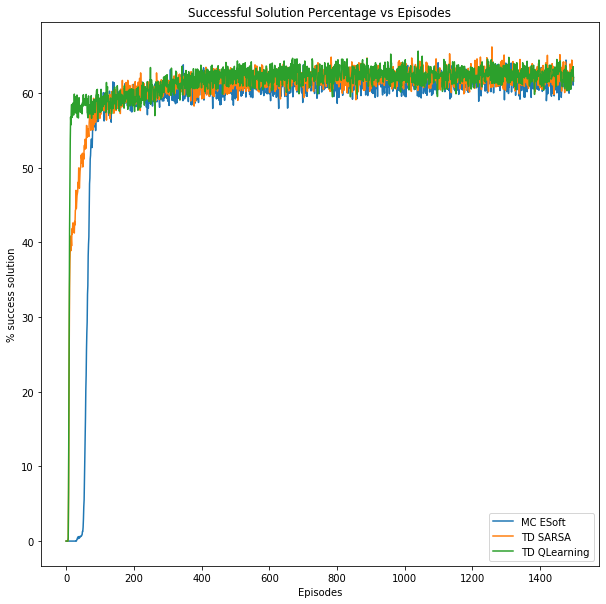 Successful Solution Percentage vs Episodes
% success solution
60
50
40
30
20
10
0
0 200 400 600 800 1000 1200 1400
Episodes
MC ESoft
TD SARSA
TD QLearning